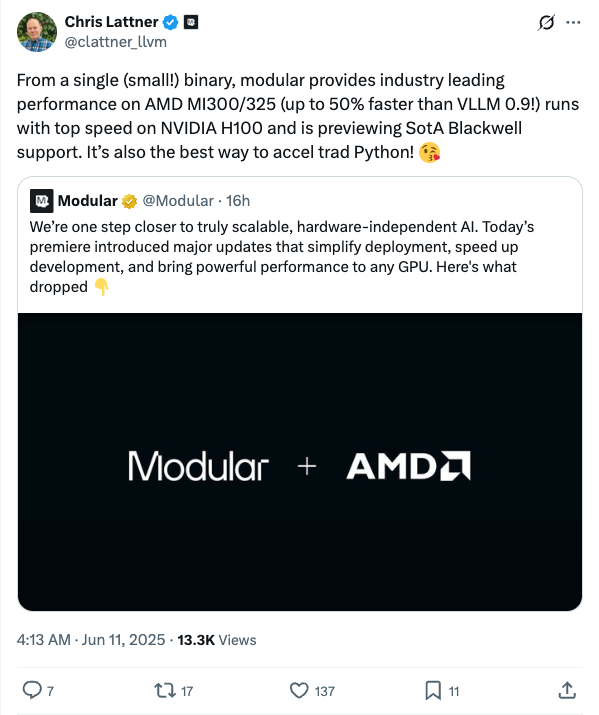 Chris Lattner
@clattner_llvm
From a single (small!) binary, modular provides industry leading
performance on AMD MI300/325 (up to 50% faster than VLLM 0.9!) runs
with top speed on NVIDIA H100 and is previewing SotA Blackwell
support. It’s also the best way to accel trad Python! 😘
Modular @Modular · 16h
We’re one step closer to truly scalable, hardware-independent AI. Today’s
premiere introduced major updates that simplify deployment, speed up
development, and bring powerful performance to any GPU. Here's what
dropped 👇
Modular + AMD
4:13 AM · Jun 11, 2025 · 13.3K Views
7 17 137 11